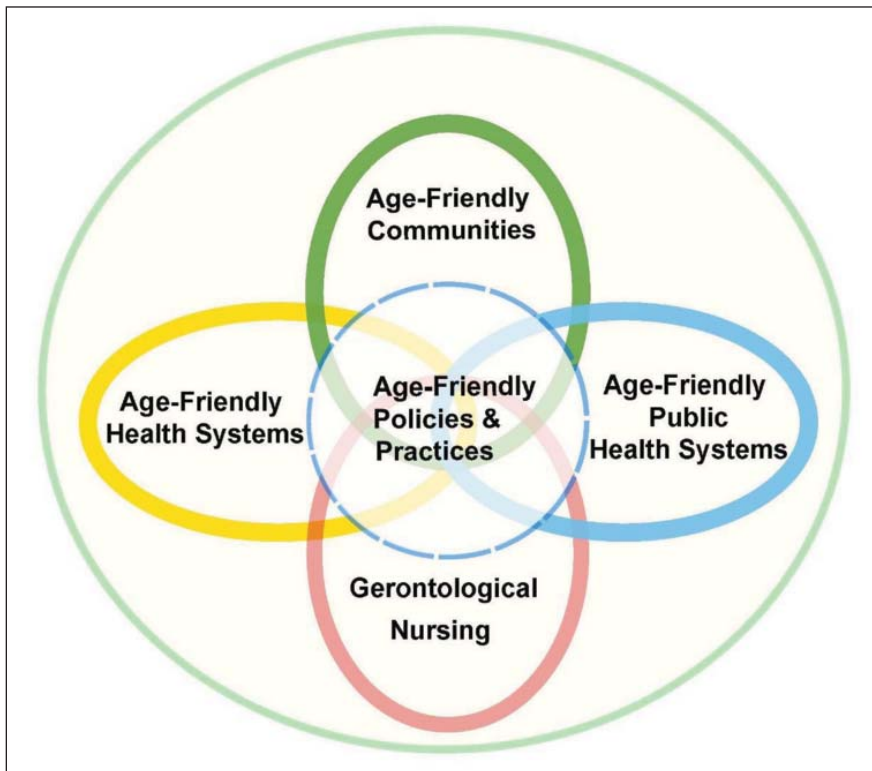 Age-Friendly
Communities
Age-Friendly
Health Systems
Age-Friendly
Policies &
Practices
Age-Friendly
Public
Health Systems
Gerontological
Nursing